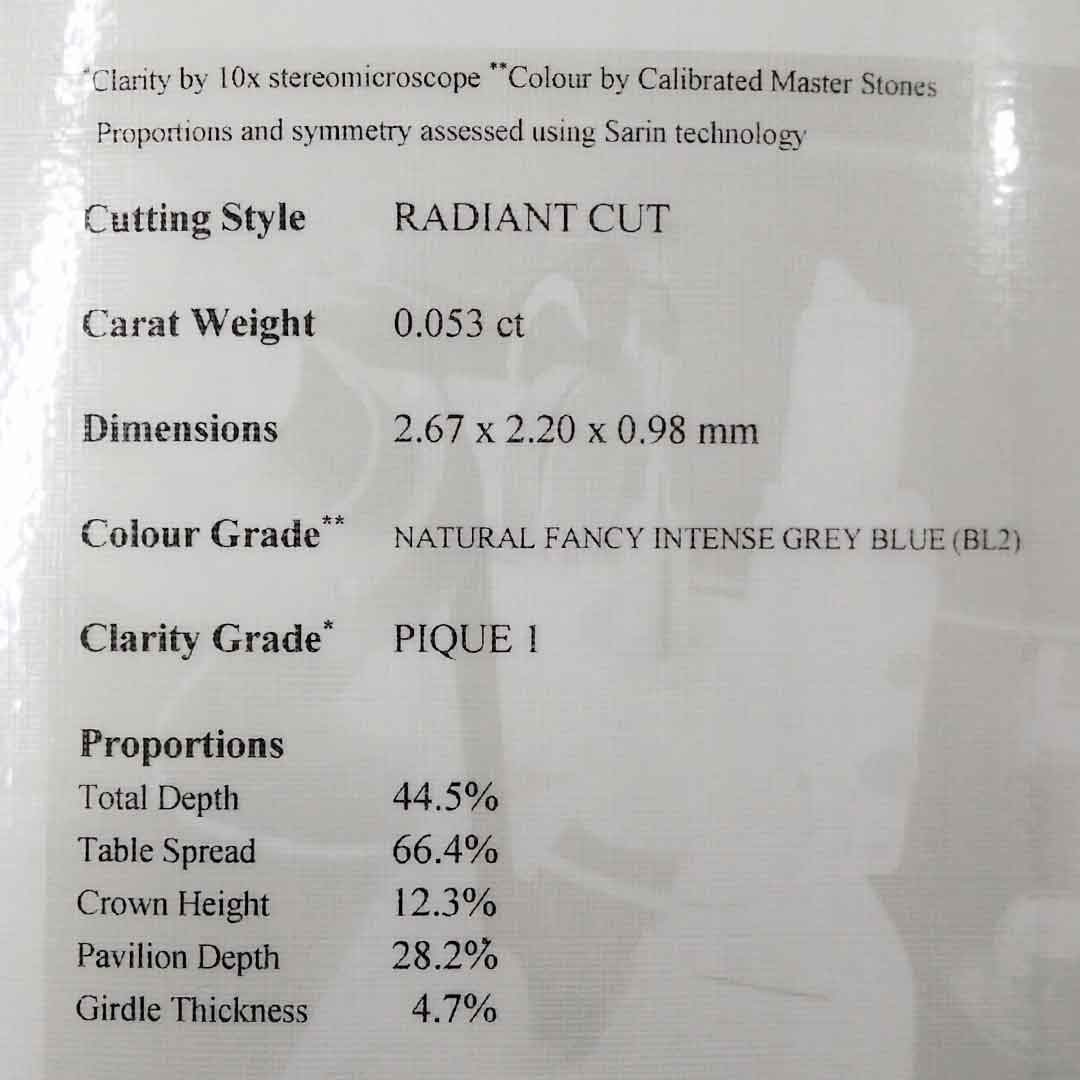 *Clarity by 10x stereomicroscope **Colour by Calibrated Master Stones
Proportions and symmetry assessed using Sarin technology
Cutting Style RADIANT CUT
Carat Weight 0.053 ct
Dimensions 2.67 x 2.20 x 0.98 mm
Colour Grade** NATURAL FANCY INTENSE GREY BLUE (BL2)
Clarity Grade* PIQUE 1
Proportions
Total Depth 44.5%
Table Spread 66.4%
Crown Height 12.3%
Pavilion Depth 28.2%
Girdle Thickness 4.7%